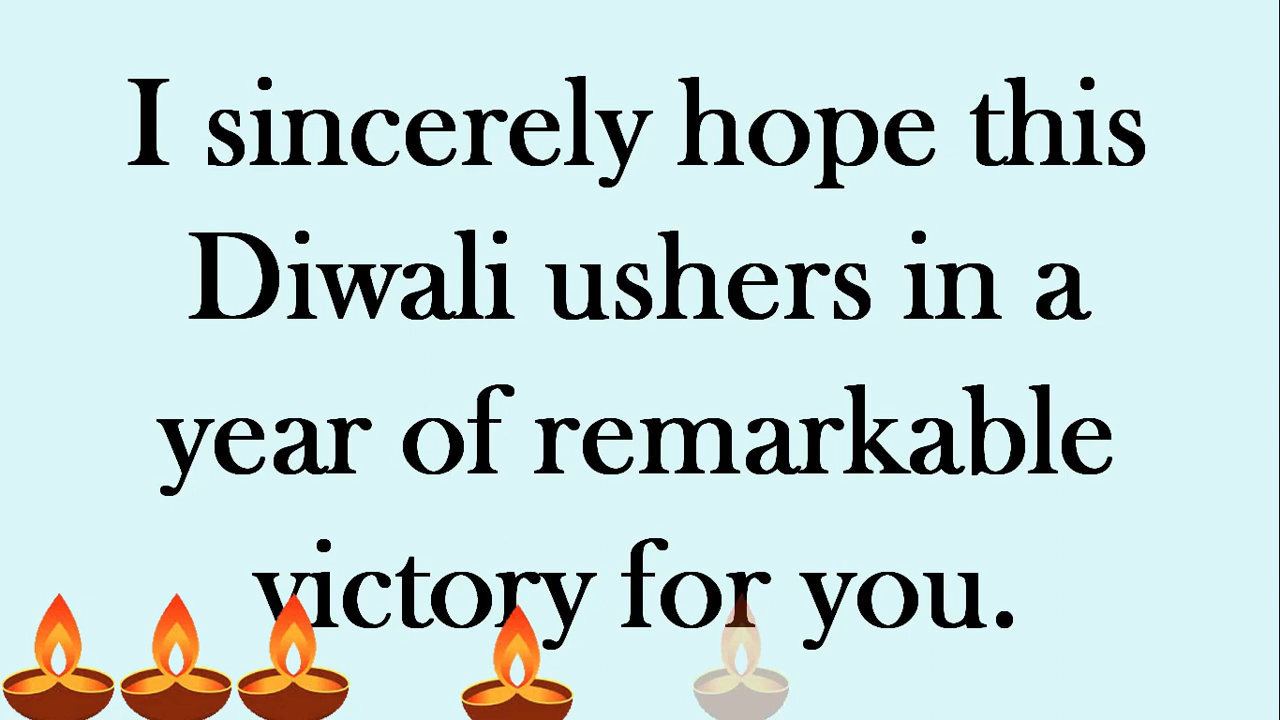 I sincerely hope this
Diwali ushers in a
year of remarkable
victory for you.